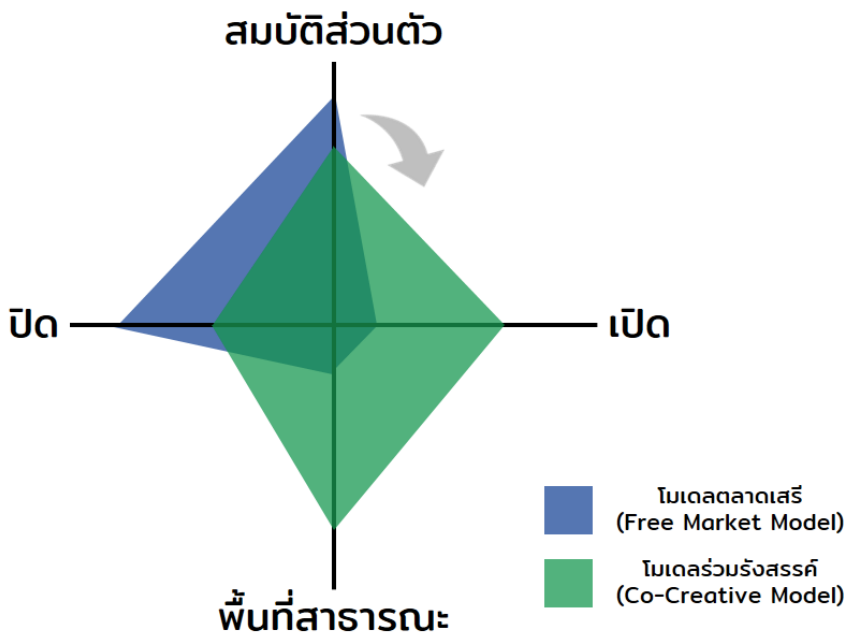 สมบัติส่วนตัว
ปิด
เปิด
พื้นที่สาธารณะ
โมเดลตลาดเสรี
(Free Market Model)
โมเดลร่วมรังสรรค์
(Co-Creative Model)